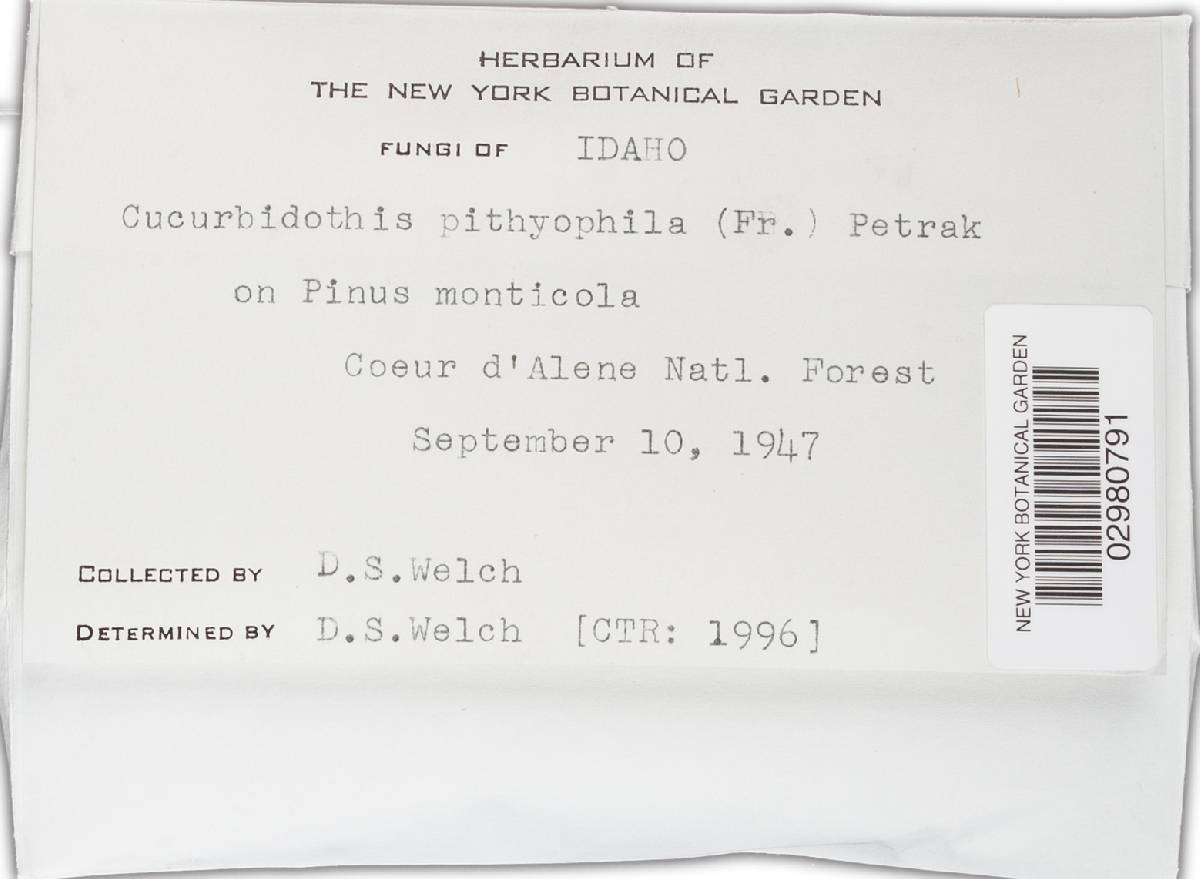 HERBARIUM OF
THE NEW YORK BOTANICAL GARDEN
FUNGI OF IDAHO
Cucurbidothis pithyophila (Fr.) Petrak
on Pinus monticola
Coeur d'Alene Natl. Forest
September 10, 1947
COLLECTED BY D.S.Welch
DETERMINED BY D.S.Welch [CTR: 1996]
NEW YORK BOTANICAL GARDEN
02980791